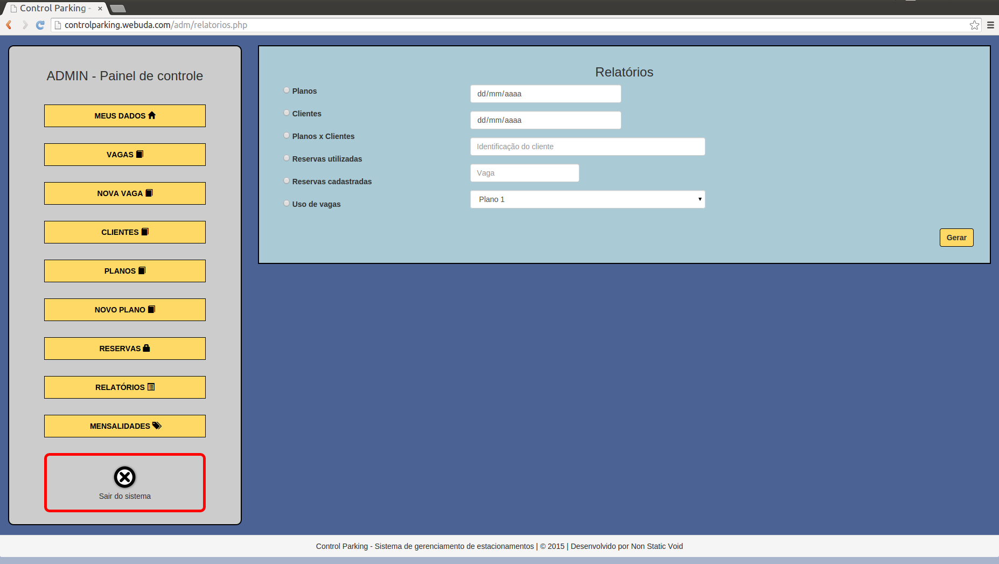 Control Parking -
controlparking.webuda.com/adm/relatorios.php
ADMIN - Painel de controle
MEUS DADOS
VAGAS
NOVA VAGA
CLIENTES
PLANOS
NOVO PLANO
RESERVAS
RELATÓRIOS
MENSALIDADES
Sair do sistema
Relatórios
Planos
Clientes
Planos x Clientes
Reservas utilizadas
Reservas cadastradas
Uso de vagas
dd/mm/aaaa
dd/mm/aaaa
Identificação do cliente
Vaga
Plano 1
Gerar
Control Parking - Sistema de gerenciamento de estacionamentos | © 2015 | Desenvolvido por Non Static Void